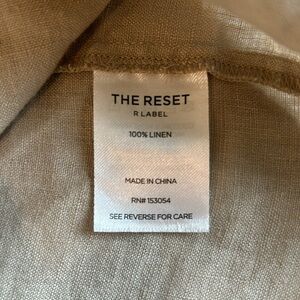 THE RESET
R LABEL
100% LINEN
MADE IN CHINA
RN# 153054
SEE REVERSE FOR CARE